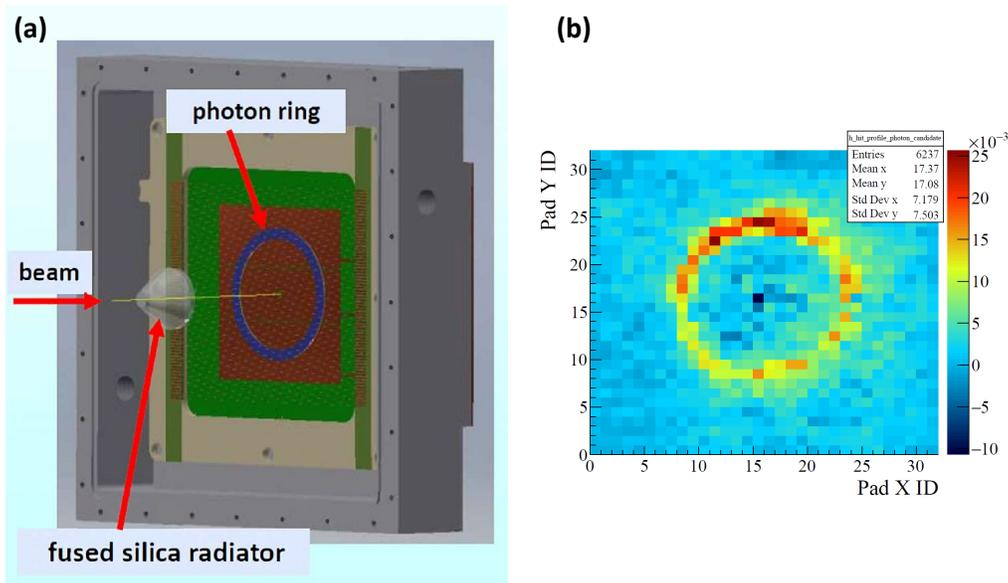 (a)
photon ring
beam
fused silica radiator
(b)
h_hit_profile_photon_candidate
Entries 6237
Mean x 17.37
Mean y 17.08
Std Dev x 7.179
Std Dev y 7.503
×10⁻³
25
20
15
10
5
0
−5
−10
Pad Y ID
30
25
20
15
10
5
0
0 5 10 15 20 25 30
Pad X ID